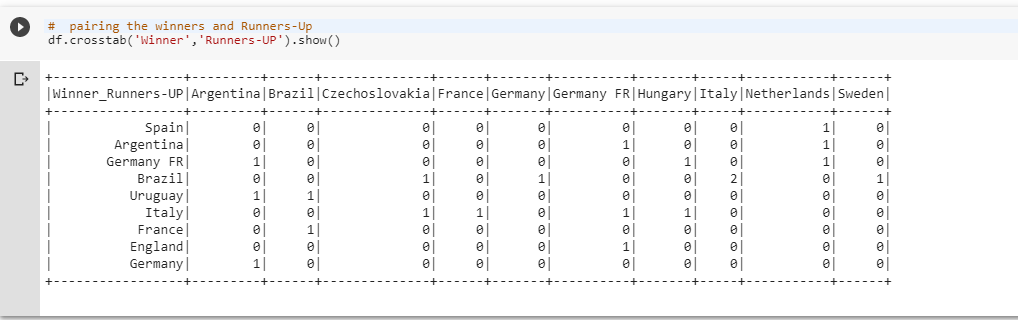 #  pairing the winners and Runners-Up
df.crosstab('Winner','Runners-UP').show()
+-----------------+---------+------+--------------+------+-------+----------+-------+-----+-----------+------+
|Winner_Runners-UP|Argentina|Brazil|Czechoslovakia|France|Germany|Germany FR|Hungary|Italy|Netherlands|Sweden|
+-----------------+---------+------+--------------+------+-------+----------+-------+-----+-----------+------+
|            Spain|        0|     0|             0|     0|      0|         0|      0|    0|          1|     0|
|        Argentina|        0|     0|             0|     0|      0|         1|      0|    0|          1|     0|
|       Germany FR|        1|     0|             0|     0|      0|         0|      1|    0|          1|     0|
|           Brazil|        0|     0|             1|     0|      1|         0|      0|    2|          0|     1|
|          Uruguay|        1|     1|             0|     0|      0|         0|      0|    0|          0|     0|
|            Italy|        0|     0|             1|     1|      0|         1|      1|    0|          0|     0|
|           France|        0|     1|             0|     0|      0|         0|      0|    0|          0|     0|
|          England|        0|     0|             0|     0|      0|         1|      0|    0|          0|     0|
|          Germany|        1|     0|             0|     0|      0|         0|      0|    0|          0|     0|
+-----------------+---------+------+--------------+------+-------+----------+-------+-----+-----------+------+